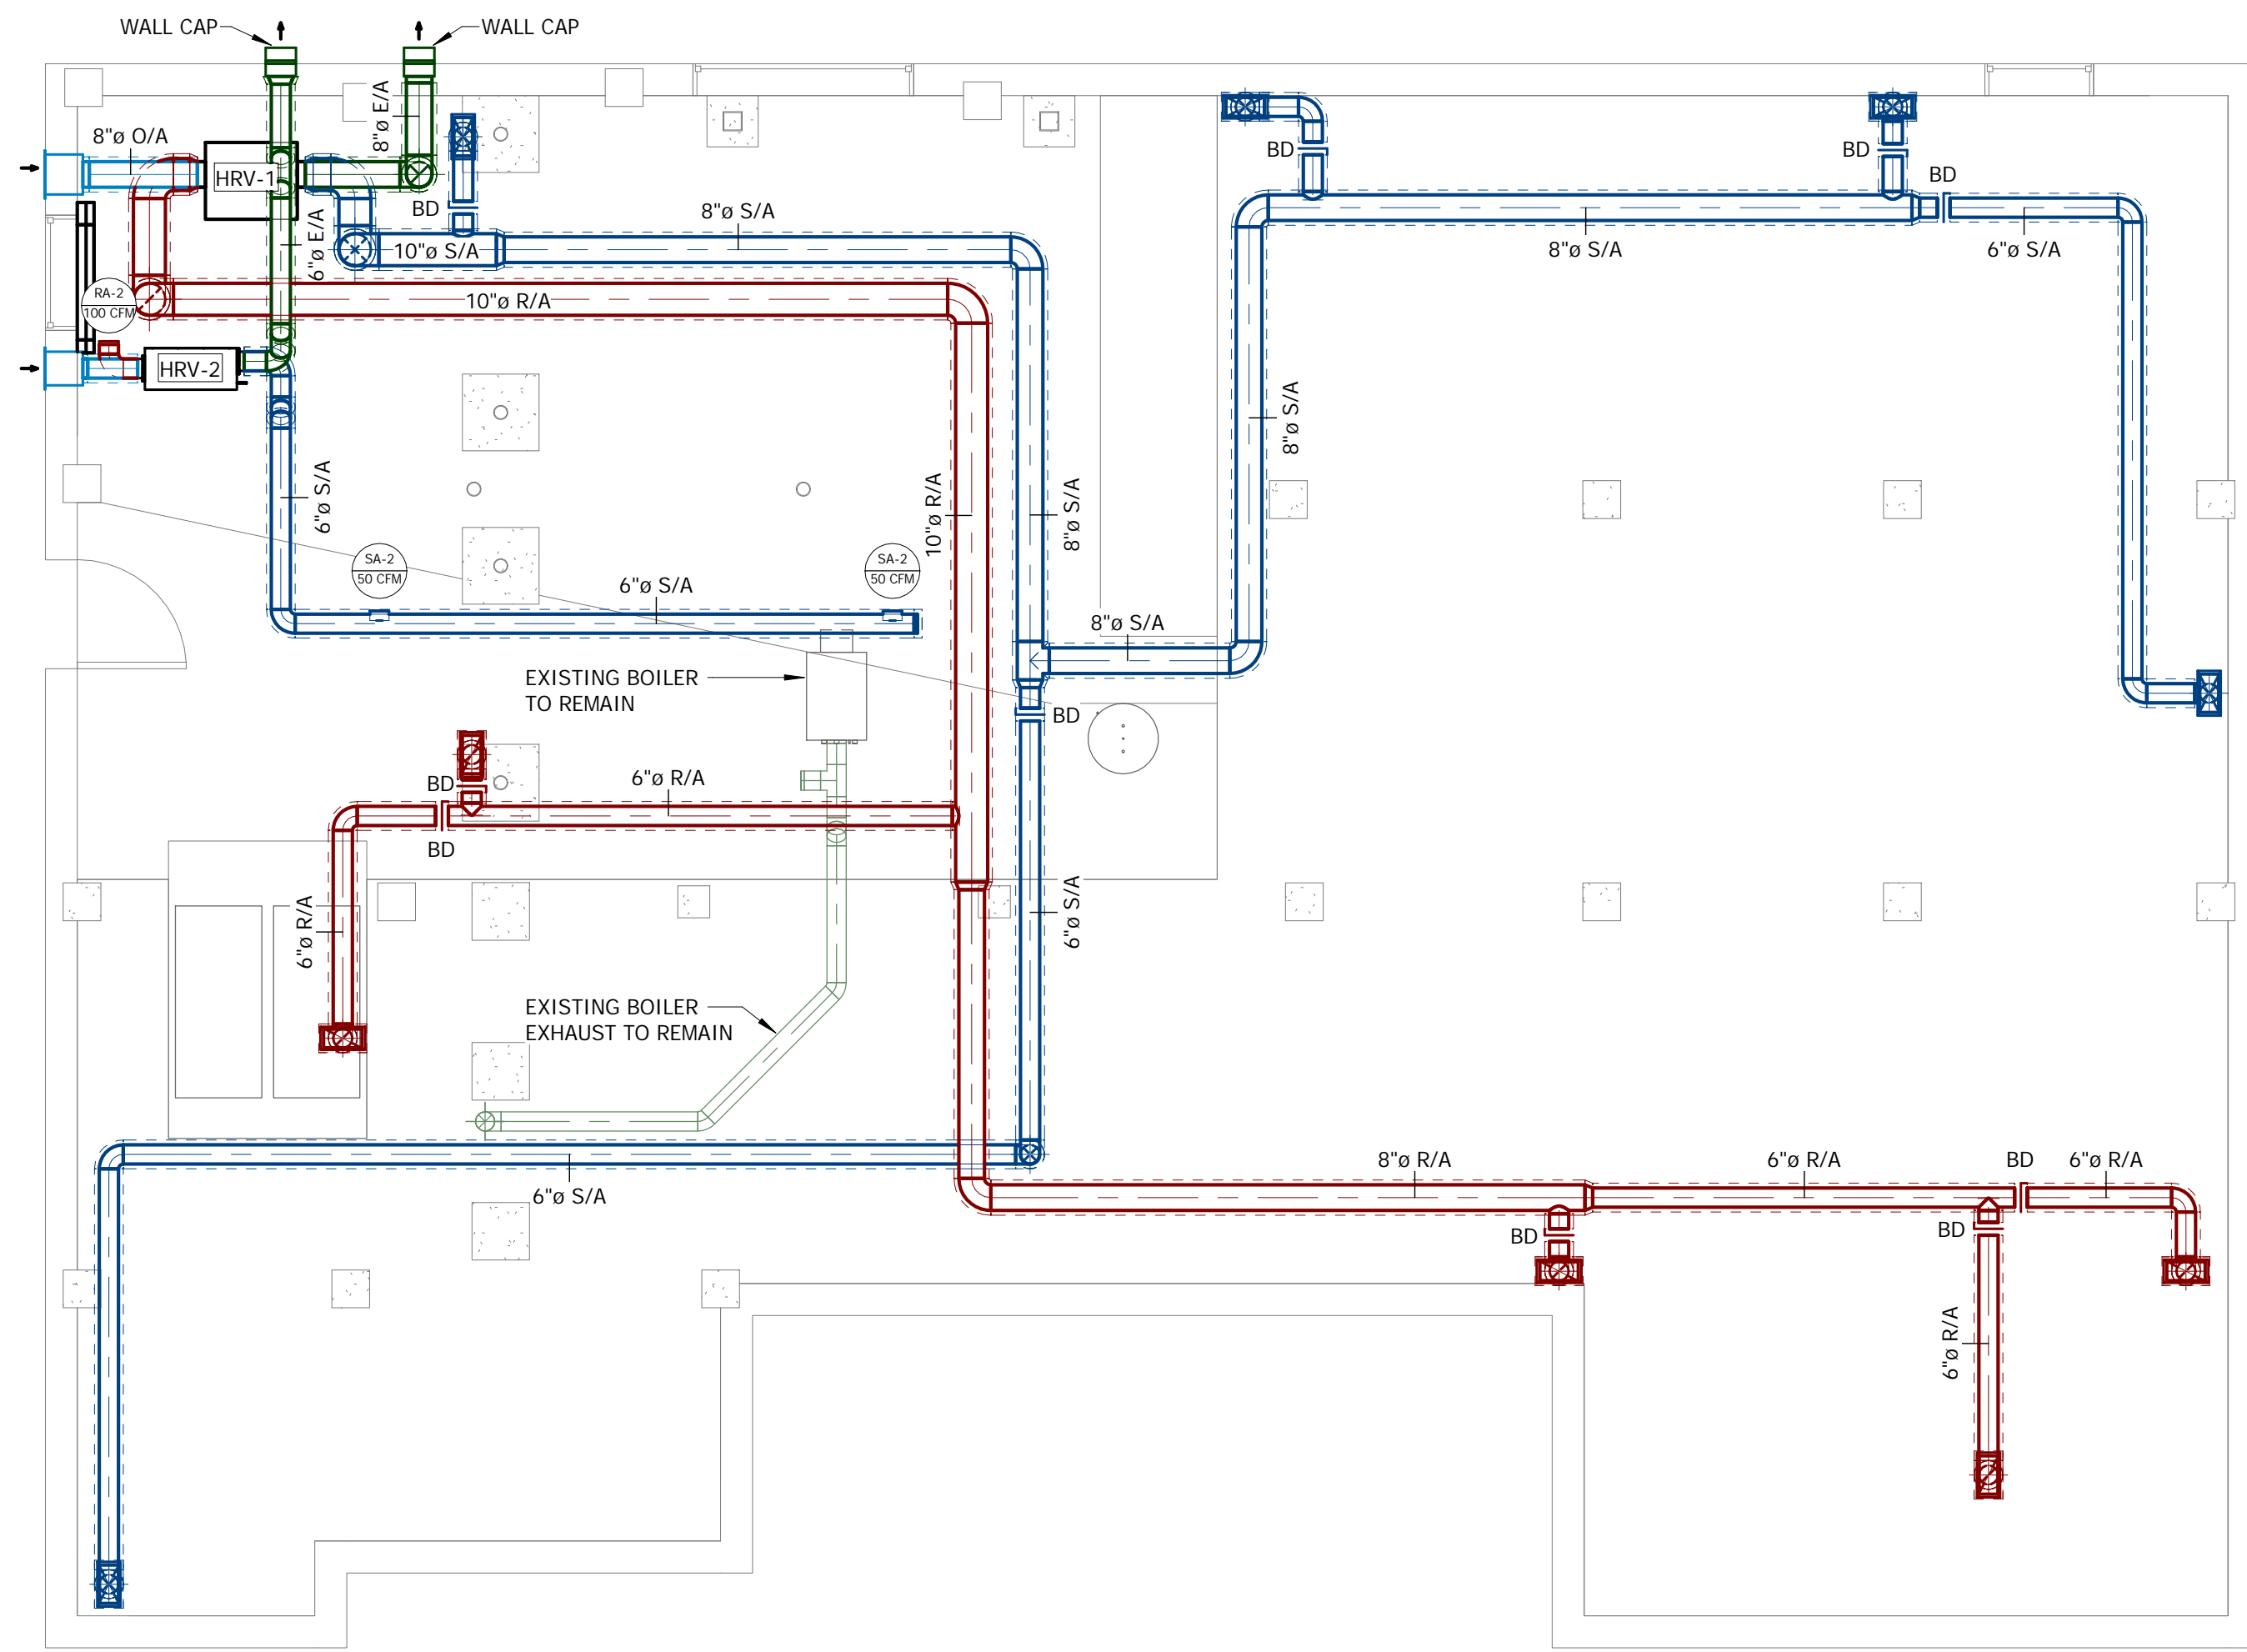 WALL CAP
WALL CAP
8"ø E/A
8"ø O/A
HRV-1
BD
BD
BD
BD
6"ø E/A
8"ø S/A
10"ø S/A
8"ø S/A
6"ø S/A
RA-2
100 CFM
10"ø R/A
HRV-2
8"ø S/A
6"ø S/A
10"ø R/A
8"ø S/A
SA-2
50 CFM
SA-2
50 CFM
6"ø S/A
8"ø S/A
EXISTING BOILER
TO REMAIN
BD
BD
6"ø R/A
BD
6"ø R/A
6"ø S/A
EXISTING BOILER
EXHAUST TO REMAIN
6"ø S/A
8"ø R/A
6"ø R/A
BD
6"ø R/A
BD
BD
6"ø R/A